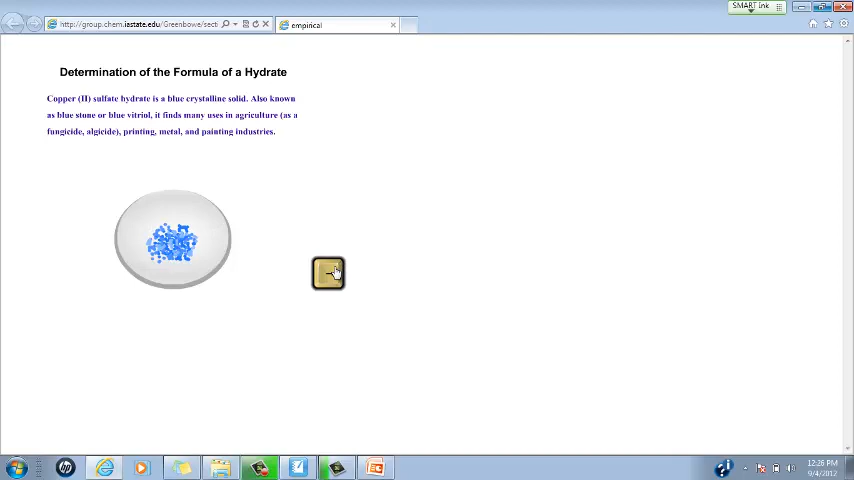 SMART Ink
http://group.chem.iastate.edu/Greenbowe/secti
empirical
Determination of the Formula of a Hydrate
Copper (II) sulfate hydrate is a blue crystalline solid. Also known
as blue stone or blue vitriol, it finds many uses in agriculture (as a
fungicide, algicide), printing, metal, and painting industries.
12:26 PM
9/4/2012